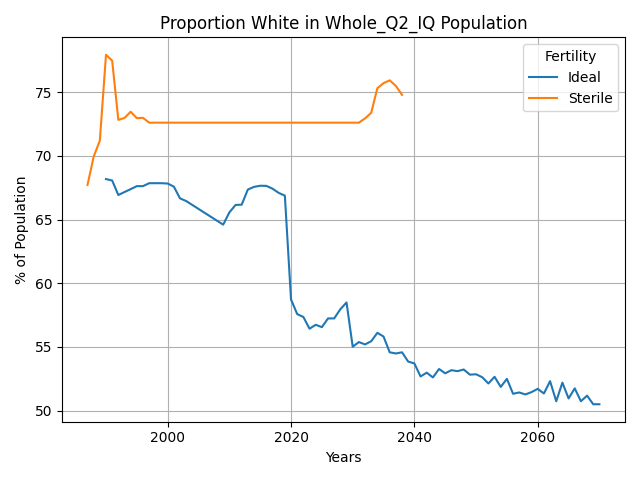 Proportion White in Whole_Q2_IQ Population
Fertility
Ideal
Sterile
% of Population
75
70
65
60
55
50
2000
2020
2040
2060
Years